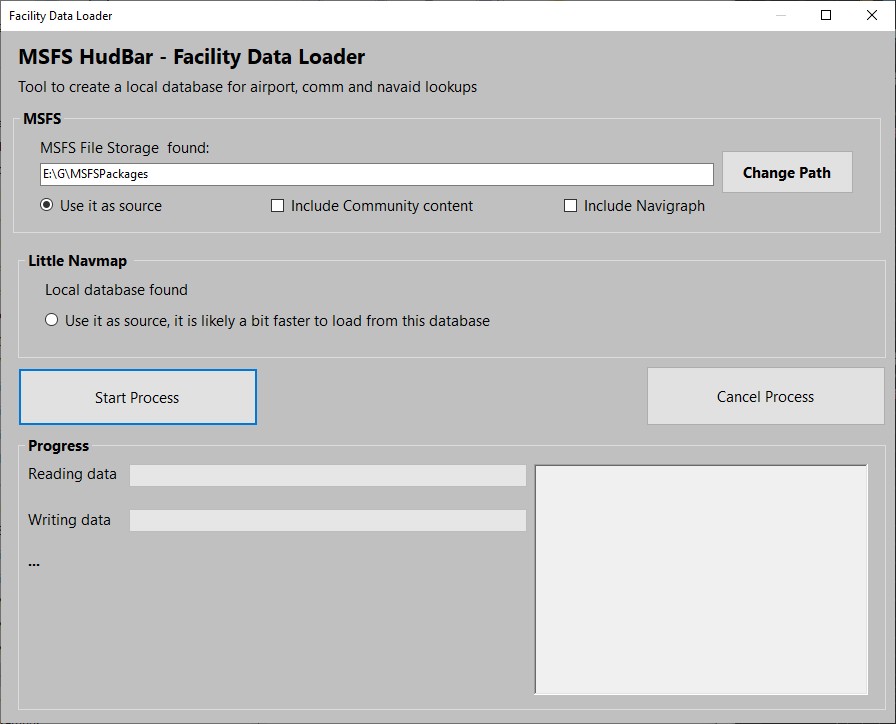 Facility Data Loader
MSFS HudBar - Facility Data Loader
Tool to create a local database for airport, comm and navaid lookups
MSFS
MSFS File Storage  found:
E:\G\MSFSPackages
Change Path
Use it as source
Include Community content
Include Navigraph
Little Navmap
Local database found
Use it as source, it is likely a bit faster to load from this database
Start Process
Cancel Process
Progress
Reading data
Writing data
...